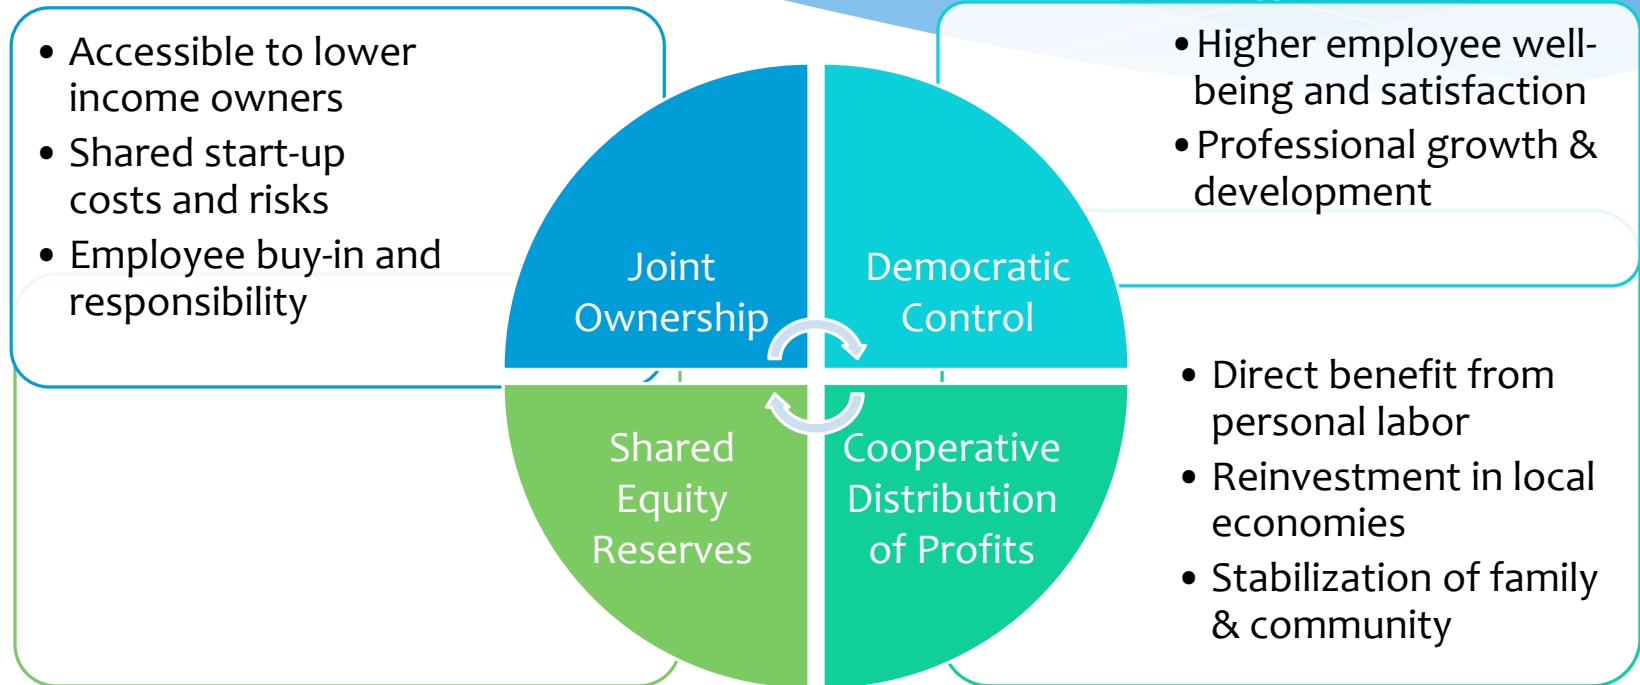 • Accessible to lower
income owners
• Shared start-up
costs and risks
• Employee buy-in and
responsibility
•Higher employee well-
being and satisfaction
•Professional growth &
development
Joint
Ownership
Democratic
Control
Shared
Equity
Reserves
Cooperative
Distribution
of Profits
• Direct benefit from
personal labor
• Reinvestment in local
economies
• Stabilization of family
& community